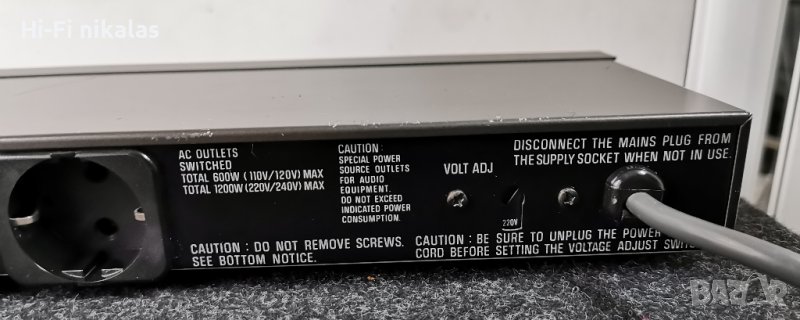 Hi-Fi nikalas
AC OUTLETS
SWITCHED
TOTAL 600W (110V/120V) MAX
TOTAL 1200W (220V/240V) MAX
CAUTION:
SPECIAL POWER
SOURCE OUTLETS
FOR AUDIO
EQUIPMENT.
DO NOT EXCEED
INDICATED POWER
CONSUMPTION.
VOLT ADJ
220V
DISCONNECT THE MAINS PLUG FROM
THE SUPPLY SOCKET WHEN NOT IN USE.
CAUTION : DO NOT REMOVE SCREWS.
SEE BOTTOM NOTICE.
CAUTION : BE SURE TO UNPLUG THE POWER
CORD BEFORE SETTING THE VOLTAGE ADJUST
BAZAR